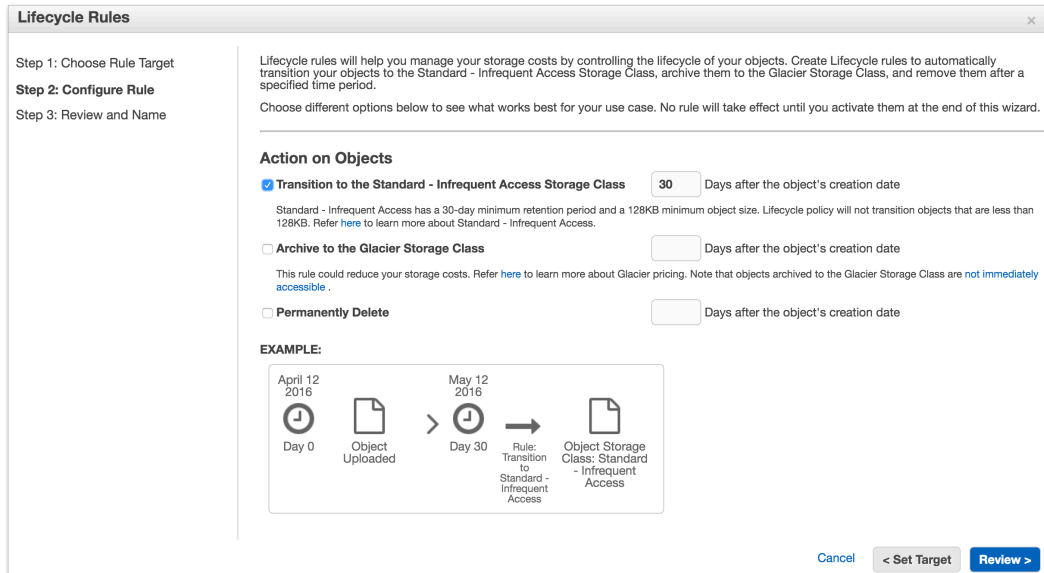 Lifecycle Rules
×
Step 1: Choose Rule Target
Step 2: Configure Rule
Step 3: Review and Name
Lifecycle rules will help you manage your storage costs by controlling the lifecycle of your objects. Create Lifecycle rules to automatically
transition your objects to the Standard - Infrequent Access Storage Class, archive them to the Glacier Storage Class, and remove them after a
specified time period.
Choose different options below to see what works best for your use case. No rule will take effect until you activate them at the end of this wizard.
Action on Objects
Transition to the Standard - Infrequent Access Storage Class 30 Days after the object's creation date
Standard - Infrequent Access has a 30-day minimum retention period and a 128KB minimum object size. Lifecycle policy will not transition objects that are less than
128KB. Refer here to learn more about Standard - Infrequent Access.
Archive to the Glacier Storage Class Days after the object's creation date
This rule could reduce your storage costs. Refer here to learn more about Glacier pricing. Note that objects archived to the Glacier Storage Class are not immediately
accessible .
Permanently Delete Days after the object's creation date
EXAMPLE:
April 12
2016
Day 0
Object
Uploaded
May 12
2016
Day 30
Rule:
Transition
to
Standard -
Infrequent
Access
Object Storage
Class: Standard
- Infrequent
Access
Cancel
< Set Target
Review >